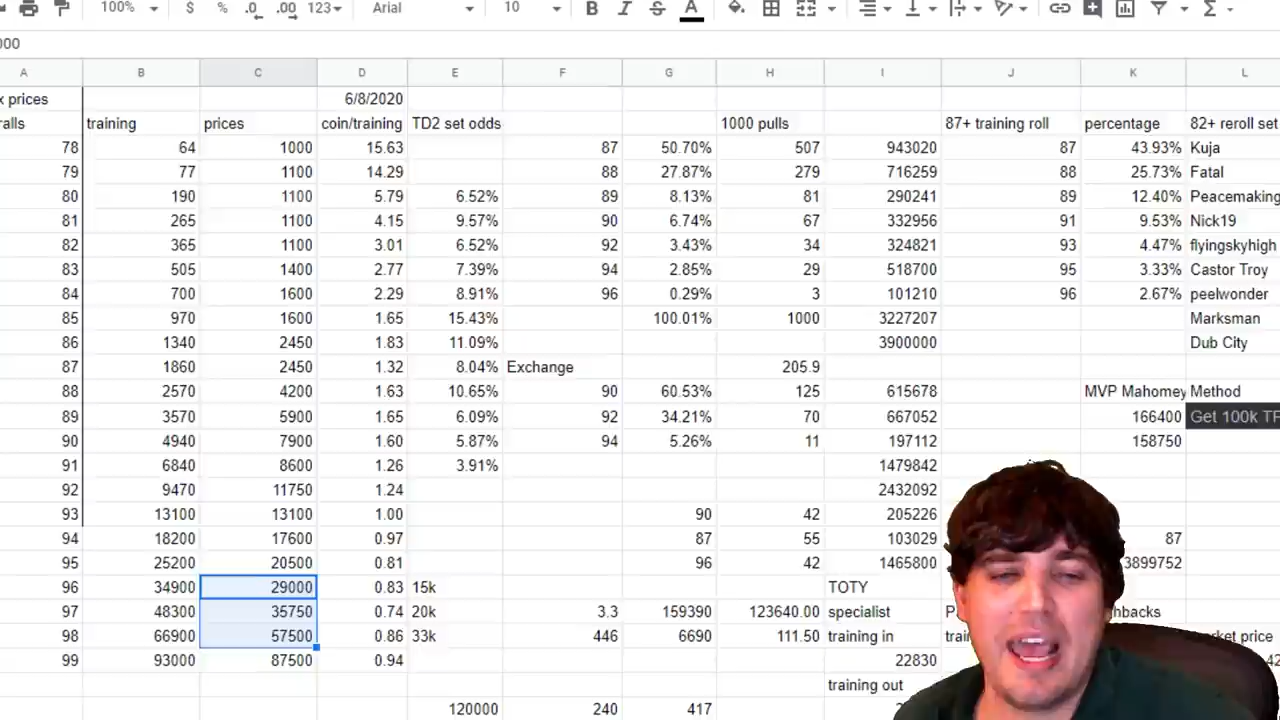 100% $ % .0 .00 123 Arial 10 B I S A Σ
000
A B C D E F G H I J K L
x prices 6/8/2020
ralls training prices coin/training TD2 set odds 1000 pulls 87+ training roll percentage 82+ reroll set
78 64 1000 15.63 87 50.70% 507 943020 87 43.93% Kuja
79 77 1100 14.29 88 27.87% 279 716259 88 25.73% Fatal
80 190 1100 5.79 6.52% 89 8.13% 81 290241 89 12.40% Peacemaking
81 265 1100 4.15 9.57% 90 6.74% 67 332956 91 9.53% Nick19
82 365 1100 3.01 6.52% 92 3.43% 34 324821 93 4.47% flyingskyhigh
83 505 1400 2.77 7.39% 94 2.85% 29 518700 95 3.33% Castor Troy
84 700 1600 2.29 8.91% 96 0.29% 3 101210 96 2.67% peelwonder
85 970 1600 1.65 15.43% 100.01% 1000 3227207 Marksman
86 1340 2450 1.83 11.09% 3900000 Dub City
87 1860 2450 1.32 8.04% Exchange 205.9
88 2570 4200 1.63 10.65% 90 60.53% 125 615678 MVP Mahomey Method
89 3570 5900 1.65 6.09% 92 34.21% 70 667052 166400 Get 100k TR
90 4940 7900 1.60 5.87% 94 5.26% 11 197112 158750
91 6840 8600 1.26 3.91% 1479842
92 9470 11750 1.24 2432092
93 13100 13100 1.00 90 42 205226
94 18200 17600 0.97 87 55 103029 87
95 25200 20500 0.81 96 42 1465800 3899752
96 34900 29000 0.83 15k TOTY
97 48300 35750 0.74 20k 3.3 159390 123640.00 specialist P hbacks
98 66900 57500 0.86 33k 446 6690 111.50 training in trai rket price
99 93000 87500 0.94 22830 42
training out
120000 240 417